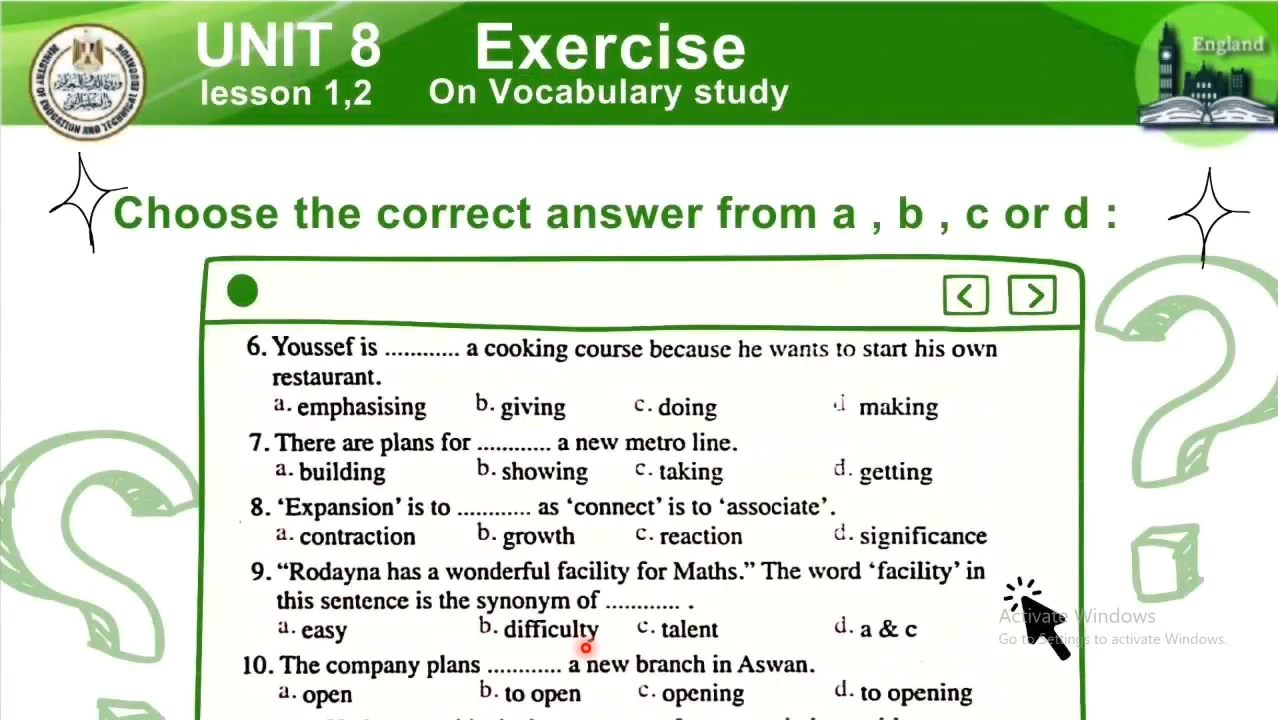 UNIT 8
lesson 1,2
Exercise
On Vocabulary study
England
Choose the correct answer from a , b , c or d :
6. Youssef is ............ a cooking course because he wants to start his own
restaurant.
a. emphasising b. giving c. doing d making
7. There are plans for ............ a new metro line.
a. building b. showing c. taking d. getting
8. ‘Expansion’ is to ............ as ‘connect’ is to ‘associate’.
a. contraction b. growth c. reaction d. significance
9. “Rodayna has a wonderful facility for Maths.” The word ‘facility’ in
this sentence is the synonym of ............ .
a. easy b. difficulty c. talent d. a & c
10. The company plans ............ a new branch in Aswan.
a. open b. to open c. opening d. to opening
Activate Windows
Go to Settings to activate Windows.